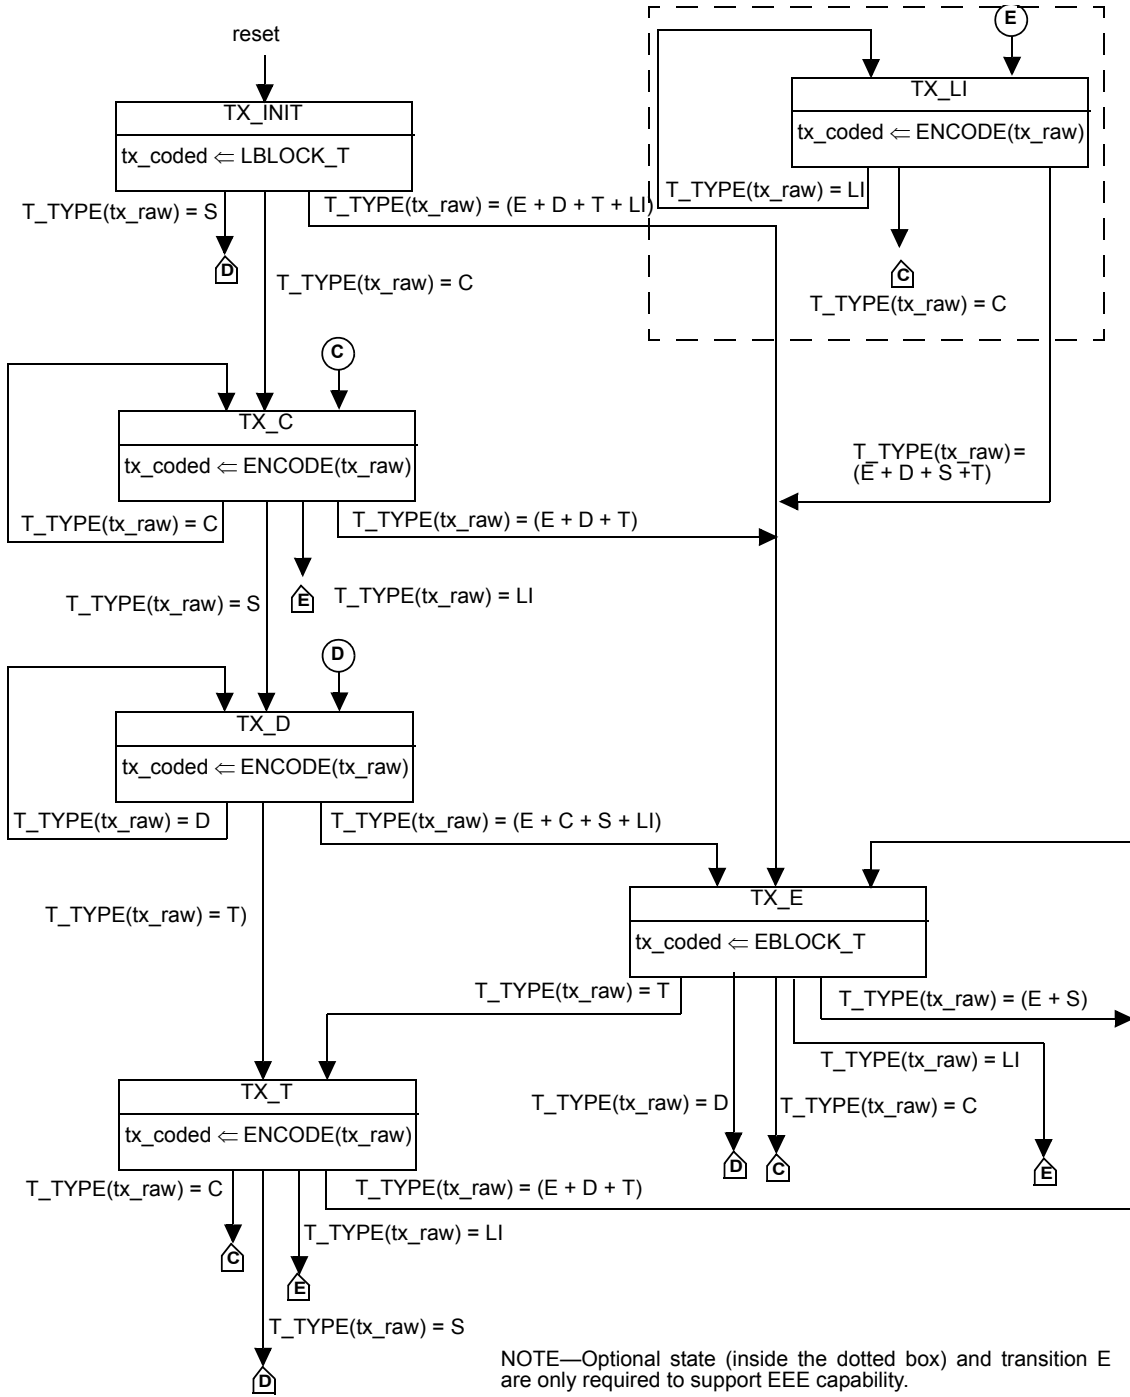 reset
E
TX_INIT
tx_coded ⇐ LBLOCK_T
TX_LI
tx_coded ⇐ ENCODE(tx_raw)
T_TYPE(tx_raw) = S
T_TYPE(tx_raw) = (E + D + T + LI)
T_TYPE(tx_raw) = LI
D
T_TYPE(tx_raw) = C
C
T_TYPE(tx_raw) = C
C
TX_C
tx_coded ⇐ ENCODE(tx_raw)
T_TYPE(tx_raw) =
(E + D + S +T)
T_TYPE(tx_raw) = C
T_TYPE(tx_raw) = (E + D + T)
T_TYPE(tx_raw) = S
E
T_TYPE(tx_raw) = LI
D
TX_D
tx_coded ⇐ ENCODE(tx_raw)
T_TYPE(tx_raw) = D
T_TYPE(tx_raw) = (E + C + S + LI)
T_TYPE(tx_raw) = T)
TX_E
tx_coded ⇐ EBLOCK_T
T_TYPE(tx_raw) = T
T_TYPE(tx_raw) = (E + S)
T_TYPE(tx_raw) = LI
T_TYPE(tx_raw) = D
T_TYPE(tx_raw) = C
D
C
E
TX_T
tx_coded ⇐ ENCODE(tx_raw)
T_TYPE(tx_raw) = C
T_TYPE(tx_raw) = (E + D + T)
T_TYPE(tx_raw) = LI
C
E
T_TYPE(tx_raw) = S
D
NOTE—Optional state (inside the dotted box) and transition E
are only required to support EEE capability.